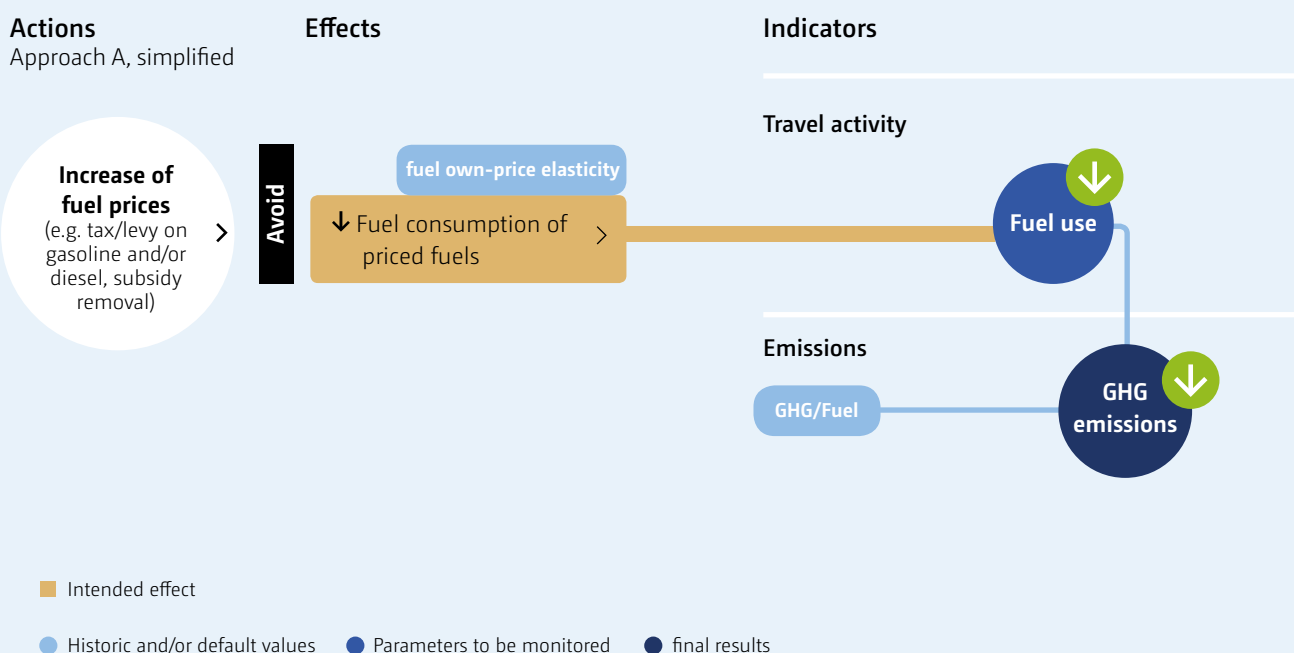 Actions
Approach A, simplified
Effects
Indicators
Increase of
fuel prices
(e.g. tax/levy on
gasoline and/or
diesel, subsidy
removal)
Avoid
fuel own-price elasticity
Fuel consumption of
priced fuels
Travel activity
Fuel use
Emissions
GHG/Fuel
GHG
emissions
Intended effect
Historic and/or default values
Parameters to be monitored
final results